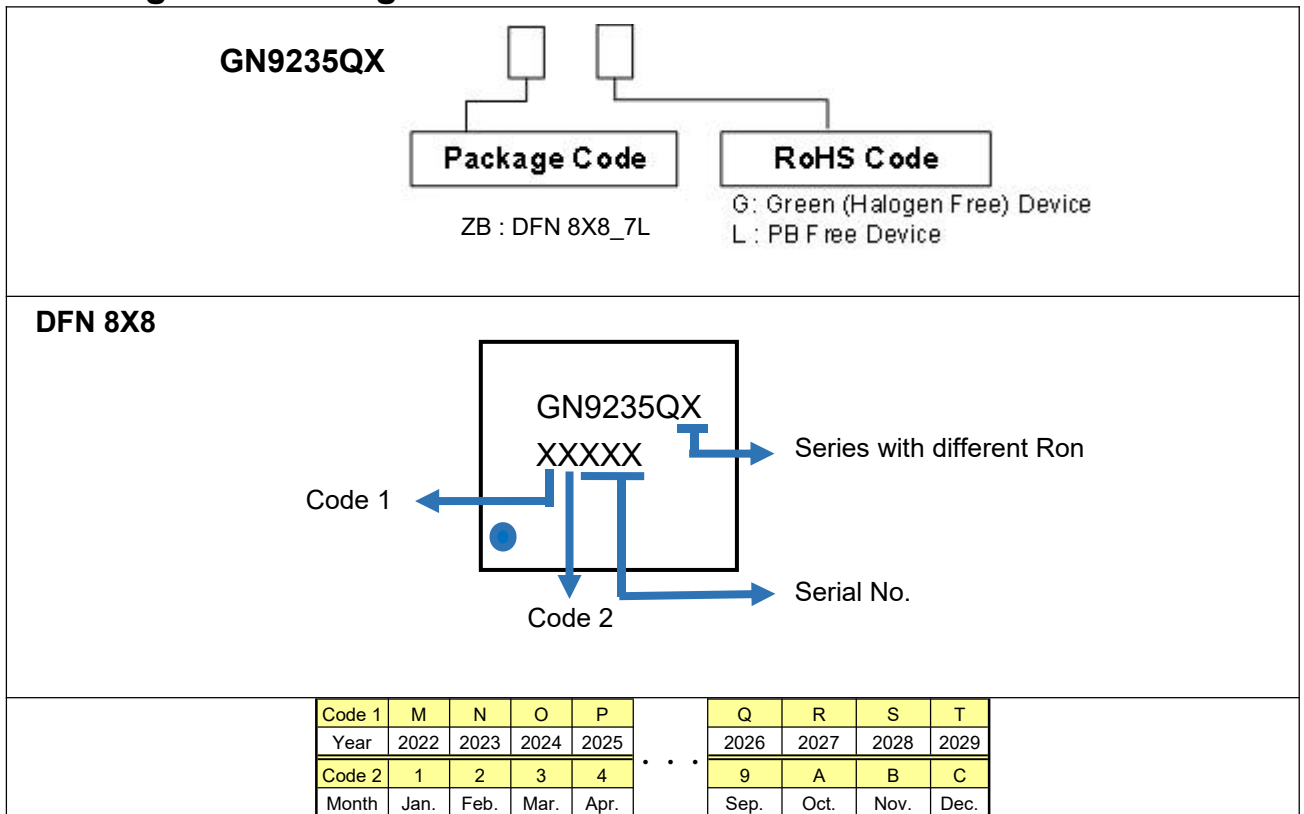 GN9235QX
Package Code
RoHS Code
ZB : DFN 8X8_7L
G: Green (Halogen Free) Device
L : PB Free Device
DFN 8X8
GN9235QX
XXXXX
Series with different Ron
Code 1
Serial No.
Code 2
Code 1 M N O P Q R S T
Year 2022 2023 2024 2025 . . . 2026 2027 2028 2029
Code 2 1 2 3 4 9 A B C
Month Jan. Feb. Mar. Apr. Sep. Oct. Nov. Dec.